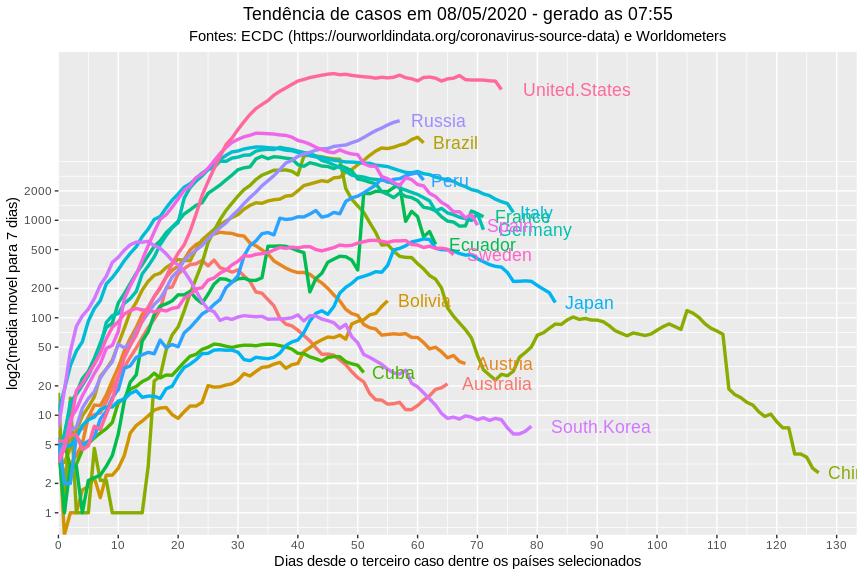 Tendência de casos em 08/05/2020 - gerado as 07:55
Fontes: ECDC (https://ourworldindata.org/coronavirus-source-data) e Worldometers
log2(media movel para 7 dias)
2000
1000
500
200
100
50
20
10
5
2
1
United.States
Russia
Brazil
Peru
Italy
France
Spain
Germany
Ecuador
Sweden
Bolivia
Japan
Austria
Cuba
Australia
South.Korea
Chin
0 10 20 30 40 50 60 70 80 90 100 110 120 130
Dias desde o terceiro caso dentre os países selecionados